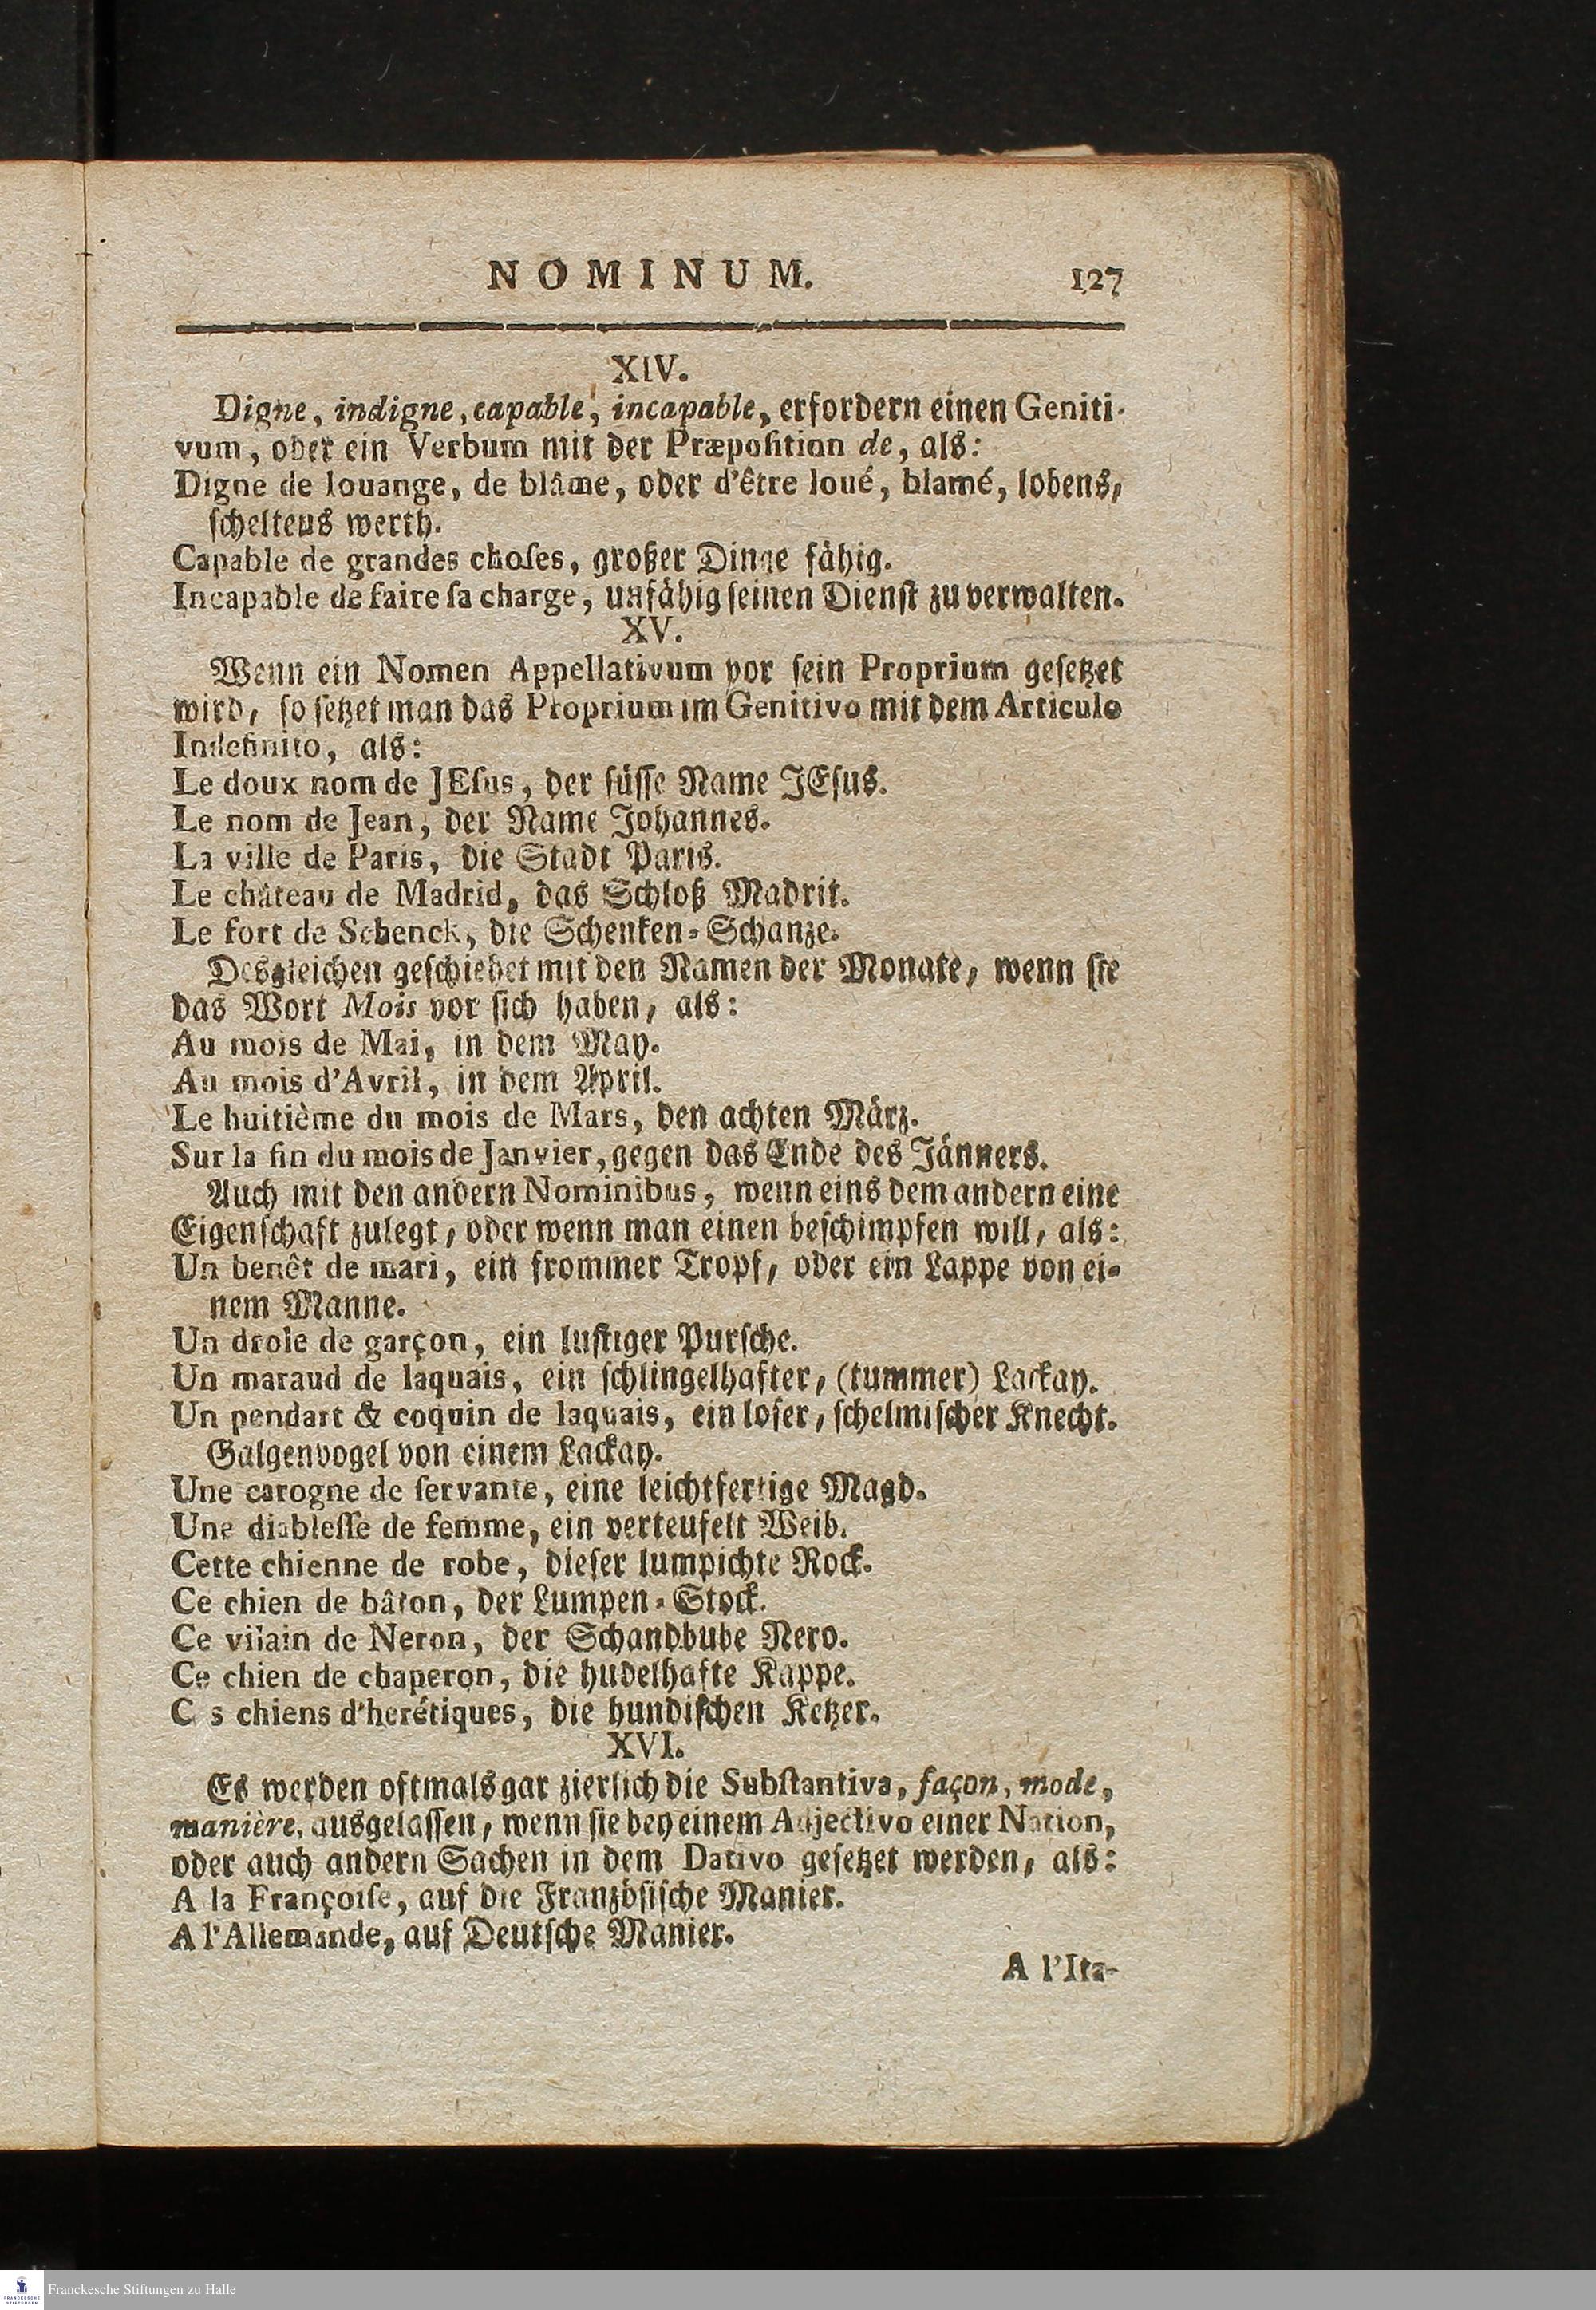 NOMINUM. 127
XIV.
Digne, indigne, capable, incapable, erfordern einen Geniti-
vum, oder ein Verbum mit der Præpoſition de, als:
Digne de louange, de blâme, oder d'être loué, blamé, lobens,
ſcheltens werth.
Capable de grandes choſes, großer Dinge fähig.
Incapable de faire ſa charge, unfähig ſeinen Dienſt zu verwalten.
XV.
Wenn ein Nomen Appellativum vor ſein Proprium geſetzet
wird, ſo ſetzet man das Proprium im Genitivo mit dem Articulo
Indefinito, als:
Le doux nom de JEſus, der ſüſſe Name JEſus.
Le nom de Jean, der Name Johannes.
La ville de Paris, die Stadt Paris.
Le château de Madrid, das Schloß Madrit.
Le fort de Schenck, die Schenken-Schanze.
Desgleichen geſchiehet mit den Namen der Monate, wenn ſie
das Wort Mois vor ſich haben, als:
Au mois de Mai, in dem May.
Au mois d'Avril, in dem April.
Le huitième du mois de Mars, den achten März.
Sur la fin du mois de Janvier, gegen das Ende des Jänners.
Auch mit den andern Nominibus, wenn eins dem andern eine
Eigenſchaft zulegt, oder wenn man einen beſchimpfen will, als:
Un benêt de mari, ein frommer Tropf, oder ein Lappe von ei-
nem Manne.
Un drole de garçon, ein luſtiger Purſche.
Un maraud de laquais, ein ſchlingelhafter, (tummer) Lackay.
Un pendart & coquin de laquais, ein loſer, ſchelmiſcher Knecht.
Galgenvogel von einem Lackay.
Une carogne de ſervante, eine leichtfertige Magd.
Une diableſſe de femme, ein verteufelt Weib.
Cette chienne de robe, dieſer lumpichte Rock.
Ce chien de bâton, der Lumpen-Stock.
Ce vilain de Neron, der Schandbube Nero.
Ce chien de chaperon, die hudelhafte Kappe.
C s chiens d'herétiques, die hundiſchen Ketzer.
XVI.
Es werden oftmals gar zierlich die Subſtantiva, façon, mode,
manière, ausgelaſſen, wenn ſie bey einem Adjectivo einer Nation,
oder auch andern Sachen in dem Dativo geſetzet werden, als:
A la Françoiſe, auf die Franzöſiſche Manier.
A l'Allemande, auf Deutſche Manier.
A l'Ita-
Franckesche Stiftungen zu Halle
FRANCKESCHE
STIFTUNGEN